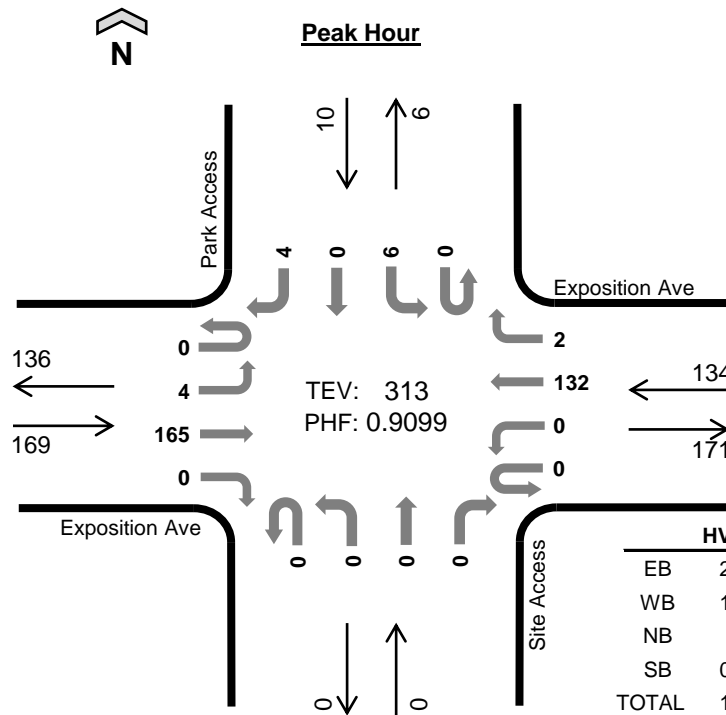 Peak Hour
N
10
6
Park Access
4
0
6
0
Exposition Ave
0
2
136
4
TEV: 313
132
134
169
165
PHF: 0.9099
0
171
0
0
Exposition Ave
0
0
0
0
Site Access
HV
EB 2
WB 1
NB
SB 0
TOTAL 1
0
0